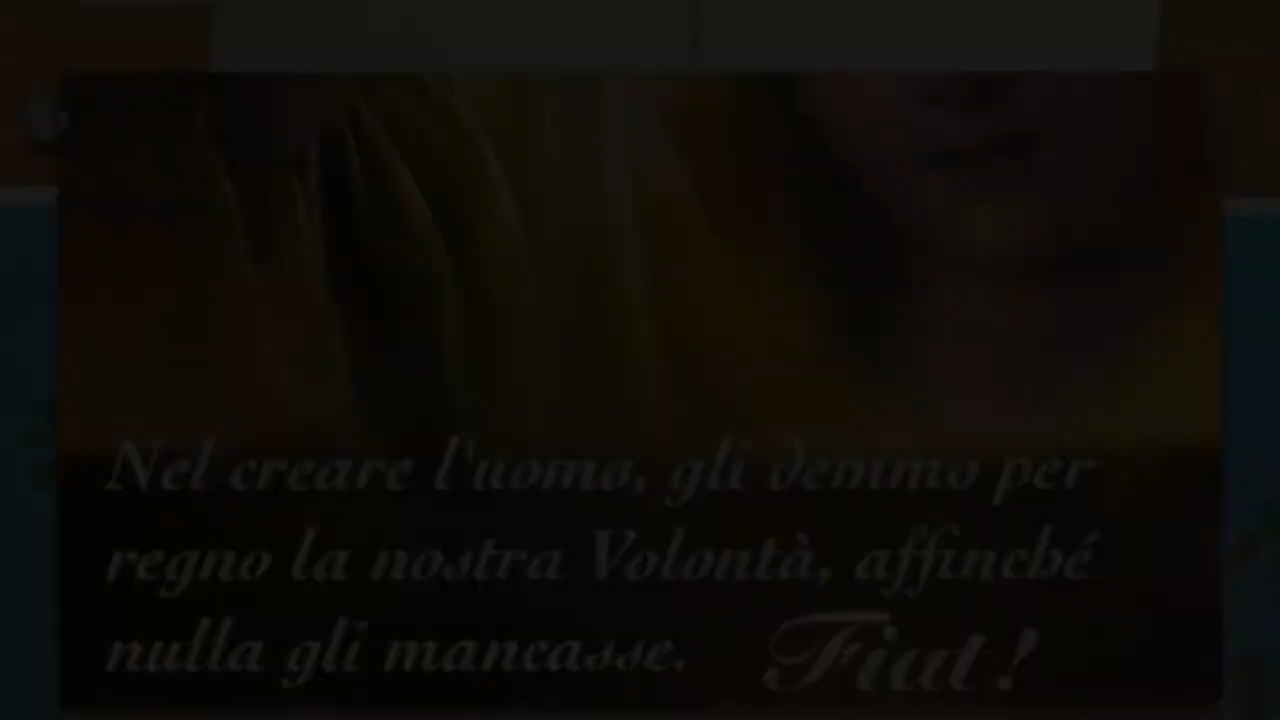 Nel creare l'uomo, gli demmo per
regno la nostra Volontà, affinché
nulla gli mancasse. Fiat!